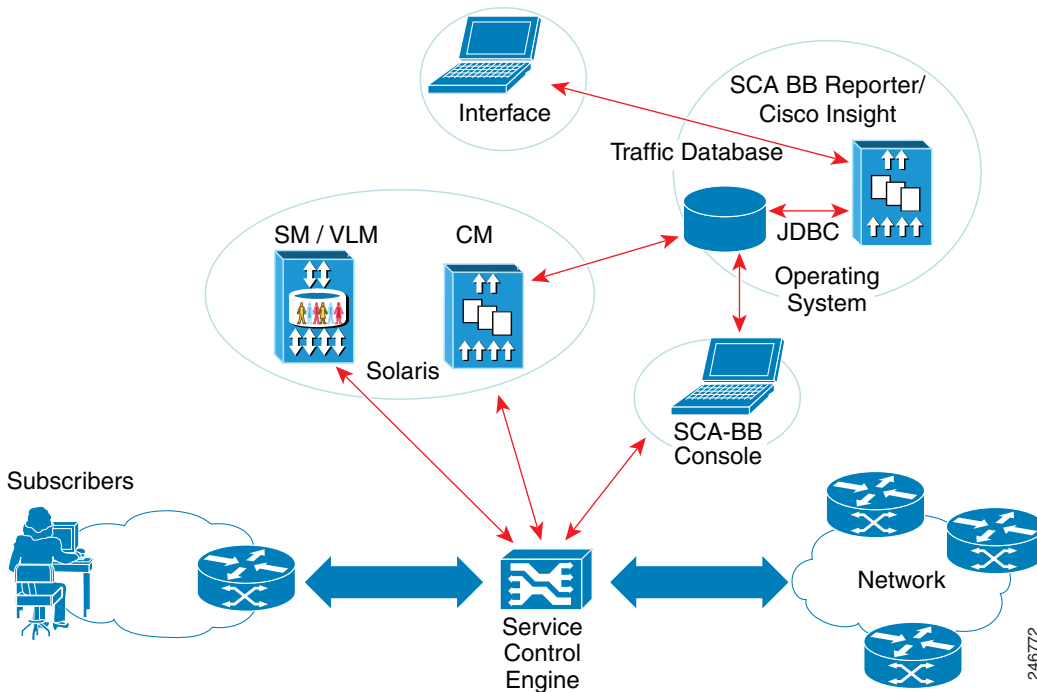 Interface
SCA BB Reporter/
Cisco Insight
Traffic Database
JDBC
Operating
System
SM / VLM
CM
Solaris
SCA-BB
Console
Subscribers
Service
Control
Engine
Network
246772